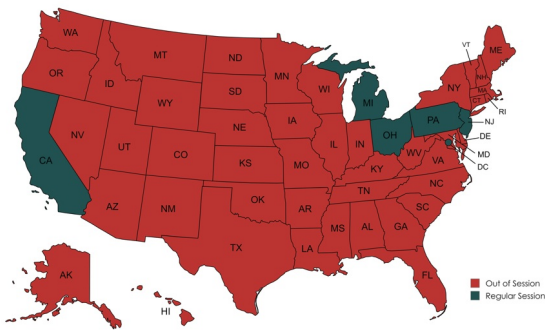 WA
MT
ND
MN
VT
ME
OR
ID
SD
WI
NY
NH
MA
CT
RI
WY
MI
IA
NE
PA
NJ
NV
UT
CO
IL
IN
OH
DE
MD
DC
CA
KS
MO
WV
VA
KY
NC
TN
AZ
NM
OK
AR
SC
MS
AL
GA
TX
LA
FL
AK
HI
Out of Session
Regular Session